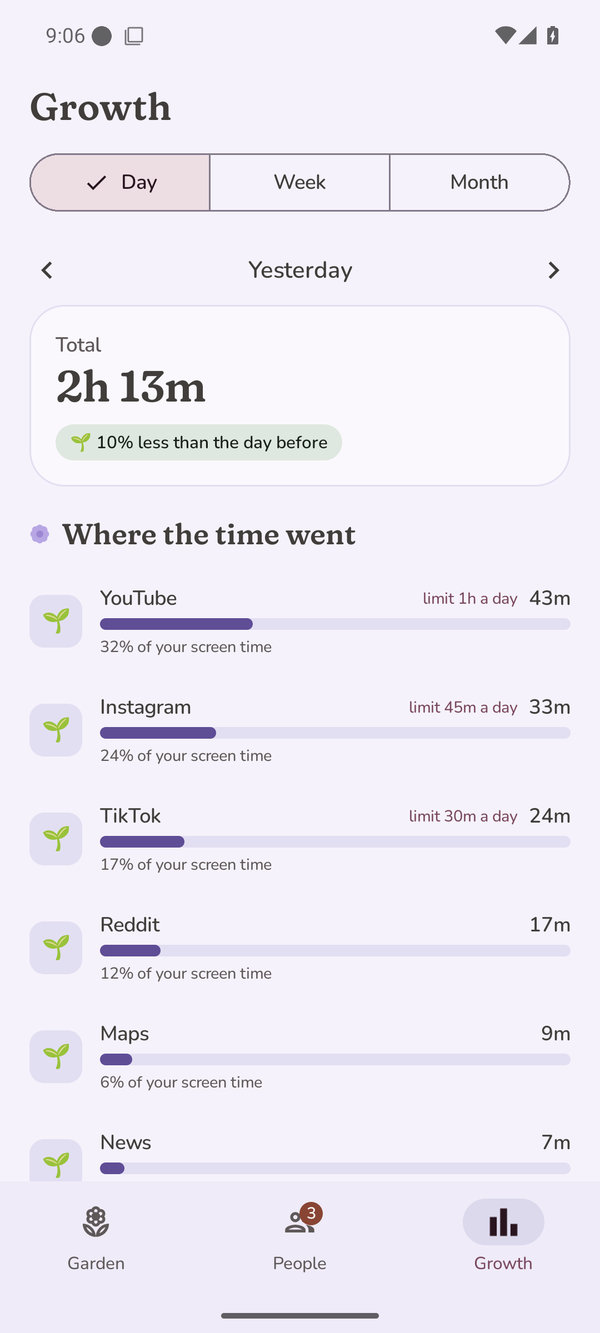 9:06
Growth
Day
Week
Month
Yesterday
Total
2h 13m
🌱 10% less than the day before
Where the time went
YouTube limit 1h a day 43m
32% of your screen time
Instagram limit 45m a day 33m
24% of your screen time
TikTok limit 30m a day 24m
17% of your screen time
Reddit 17m
12% of your screen time
Maps 9m
6% of your screen time
News 7m
3
Garden
People
Growth